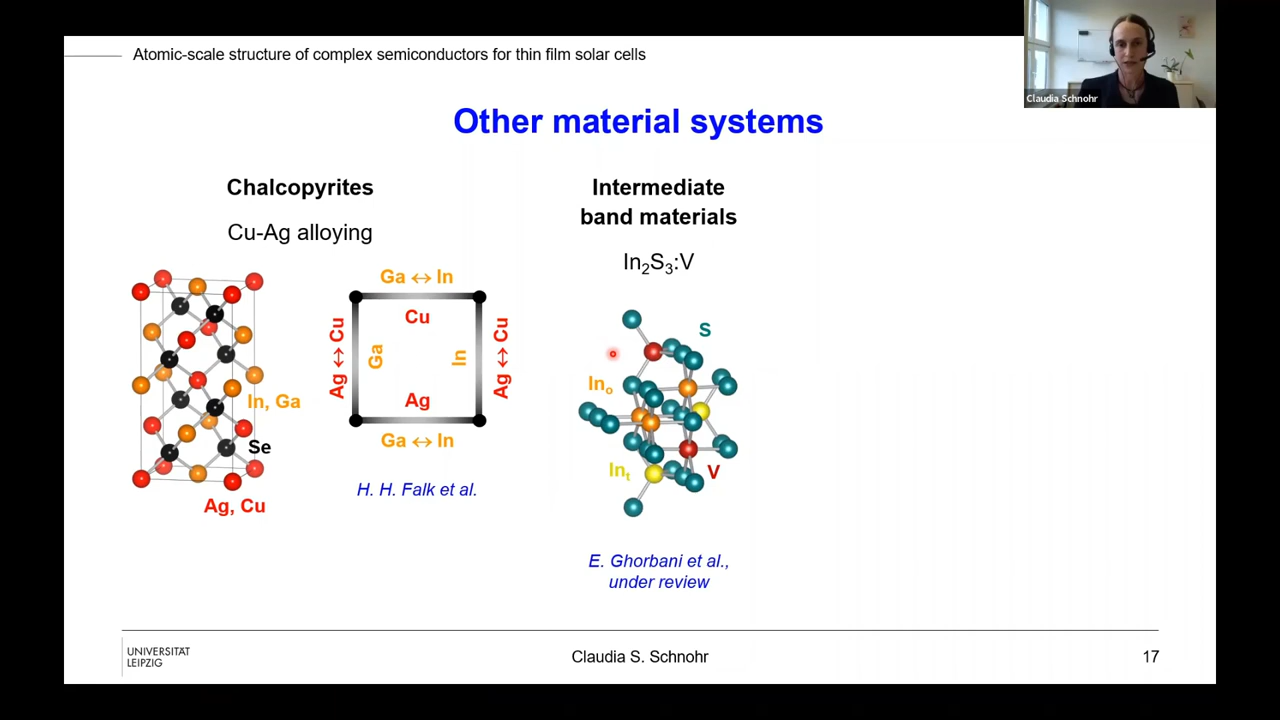 Atomic-scale structure of complex semiconductors for thin film solar cells
Claudia Schnohr
Other material systems
Chalcopyrites
Cu-Ag alloying
In, Ga
Se
Ag, Cu
Ga ↔ In
Cu
Ag ↔ Cu
Ga
In
Ag ↔ Cu
Ag
Ga ↔ In
H. H. Falk et al.
Intermediate
band materials
In₂S₃:V
S
Inₒ
Inₜ
V
E. Ghorbani et al.,
under review
UNIVERSITÄT
LEIPZIG
Claudia S. Schnohr
17